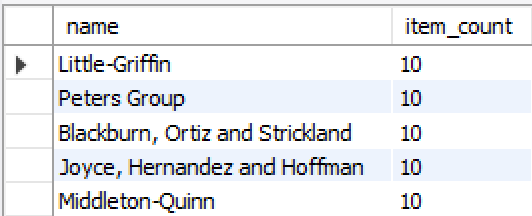 name item_count
Little-Griffin 10
Peters Group 10
Blackburn, Ortiz and Strickland 10
Joyce, Hernandez and Hoffman 10
Middleton-Quinn 10